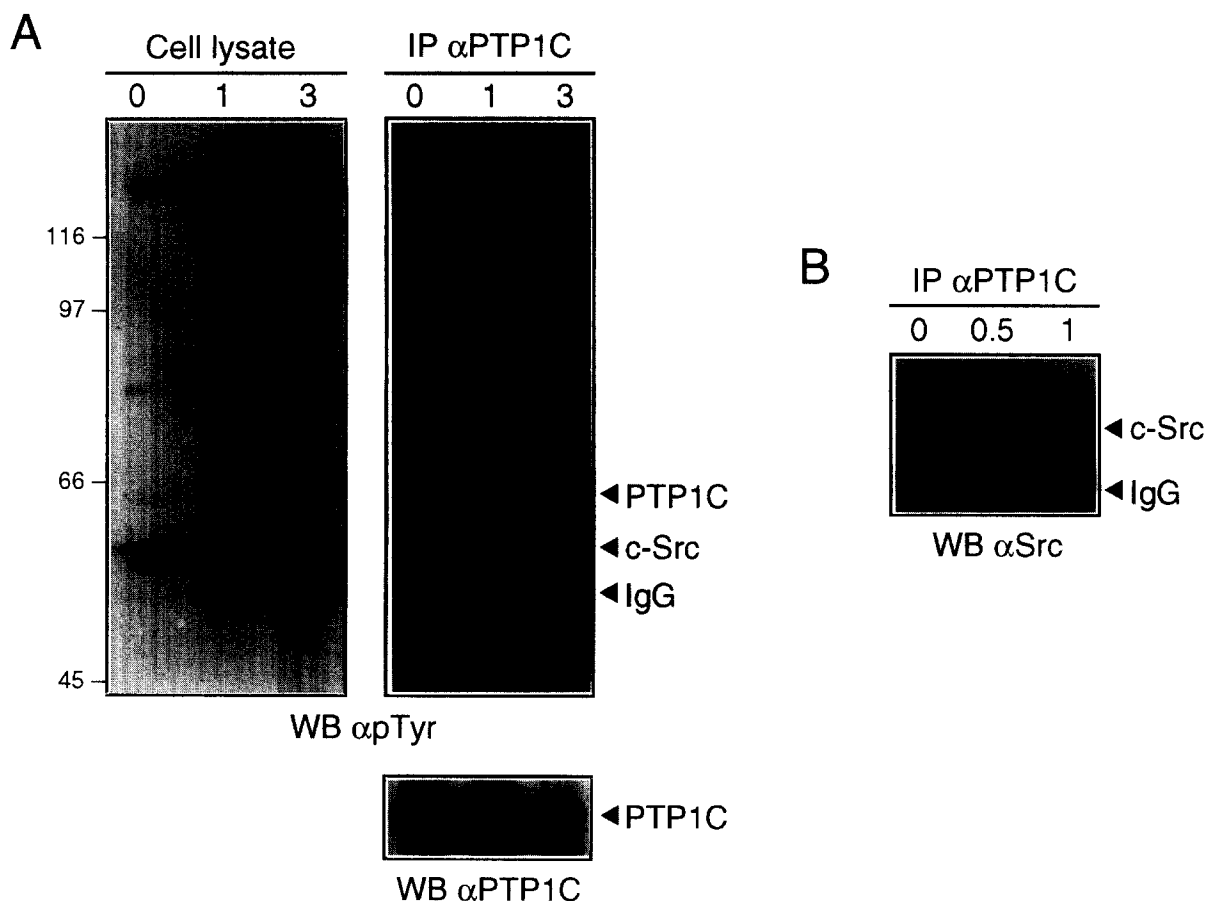 A
Cell lysate
IP αPTP1C
0 1 3
0 1 3
116
97
66
45
PTP1C
c-Src
IgG
WB αpTyr
PTP1C
WB αPTP1C
B
IP αPTP1C
0 0.5 1
c-Src
IgG
WB αSrc